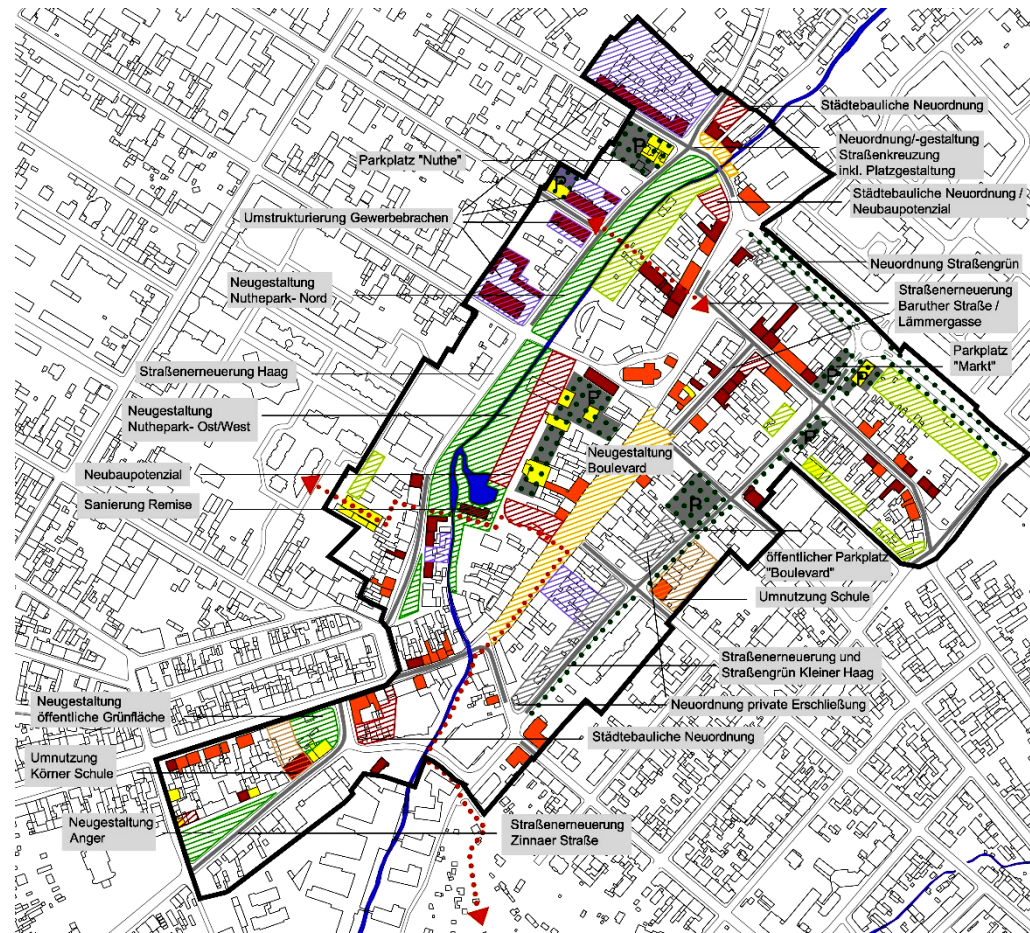 Städtebauliche Neuordnung
Neuordnung/-gestaltung
Straßenkreuzung
inkl. Platzgestaltung
Parkplatz "Nuthe"
P
P
Städtebauliche Neuordnung /
Neubaupotenzial
Umstrukturierung Gewerbebrachen
Neuordnung Straßengrün
Neugestaltung
Nuthepark- Nord
Straßenerneuerung
Baruther Straße /
Lämmergasse
Parkplatz
"Markt"
P
P
Straßenerneuerung Haag
P
Neugestaltung
Nuthepark- Ost/West
P
Neugestaltung
Boulevard
Neubaupotenzial
Sanierung Remise
P
öffentlicher Parkplatz
"Boulevard"
Umnutzung Schule
Straßenerneuerung und
Straßengrün Kleiner Haag
Neugestaltung
öffentliche Grünfläche
Neuordnung private Erschließung
Städtebauliche Neuordnung
Umnutzung
Körner Schule
Neugestaltung
Anger
Straßenerneuerung
Zinnaer Straße